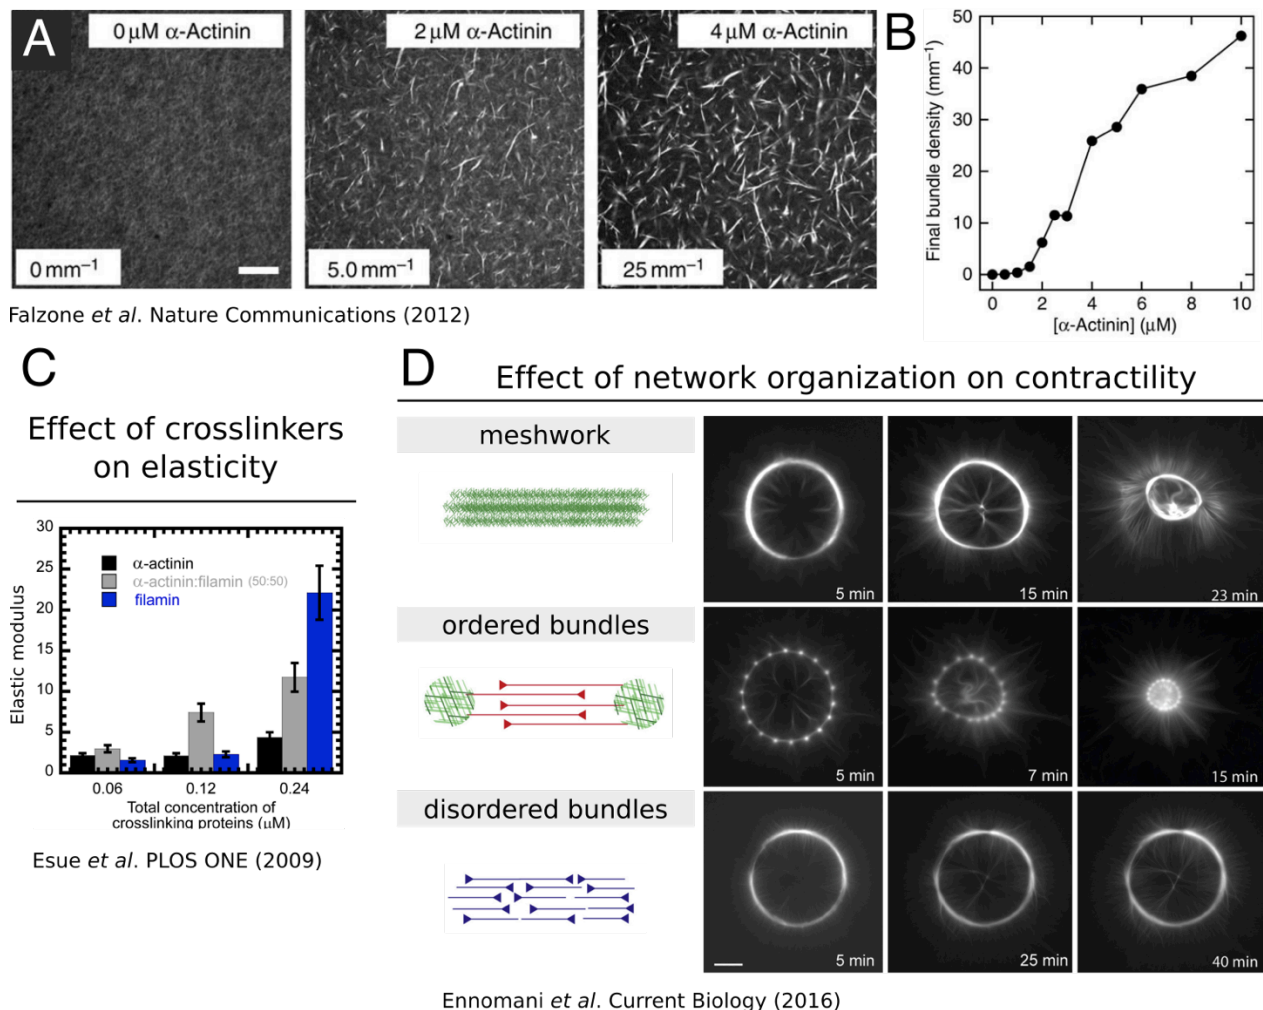 A
0 μM α-Actinin
2 μM α-Actinin
4 μM α-Actinin
0 mm⁻¹
5.0 mm⁻¹
25 mm⁻¹
Falzone et al. Nature Communications (2012)
B
Final bundle density (mm⁻¹)
50
40
30
20
10
0
0 2 4 6 8 10
[α-Actinin] (μM)
C
Effect of crosslinkers
on elasticity
Elastic modulus
30
25
20
15
10
5
0
α-actinin
α-actinin:filamin (50:50)
filamin
0.06 0.12 0.24
Total concentration of
crosslinking proteins (μM)
Esue et al. PLOS ONE (2009)
D
Effect of network organization on contractility
meshwork
5 min
15 min
23 min
ordered bundles
5 min
7 min
15 min
disordered bundles
5 min
25 min
40 min
Ennomani et al. Current Biology (2016)